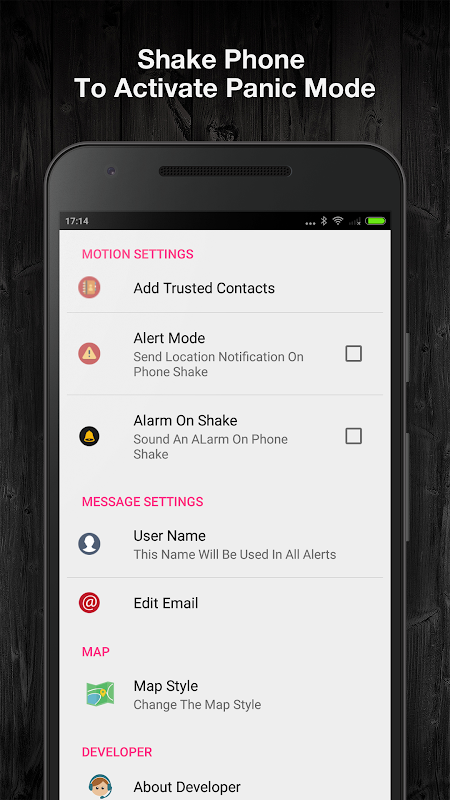 Shake Phone
To Activate Panic Mode
17:14
MOTION SETTINGS
Add Trusted Contacts
Alert Mode
Send Location Notification On
Phone Shake
Alarm On Shake
Sound An ALarm On Phone
Shake
MESSAGE SETTINGS
User Name
This Name Will Be Used In All Alerts
@
Edit Email
MAP
Map Style
Change The Map Style
DEVELOPER
About Developer